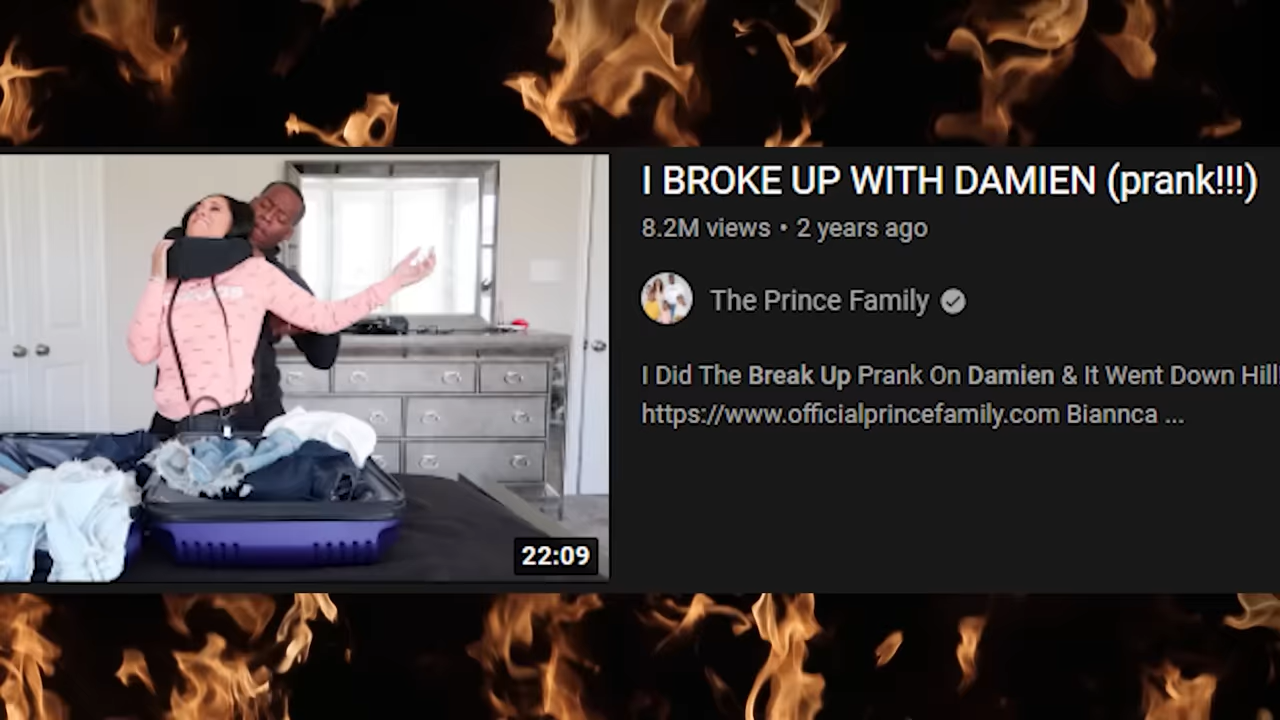 I BROKE UP WITH DAMIEN (prank!!!)
8.2M views • 2 years ago
The Prince Family
I Did The Break Up Prank On Damien & It Went Down Hill!
https://www.officialprincefamily.com Biannca ...
22:09